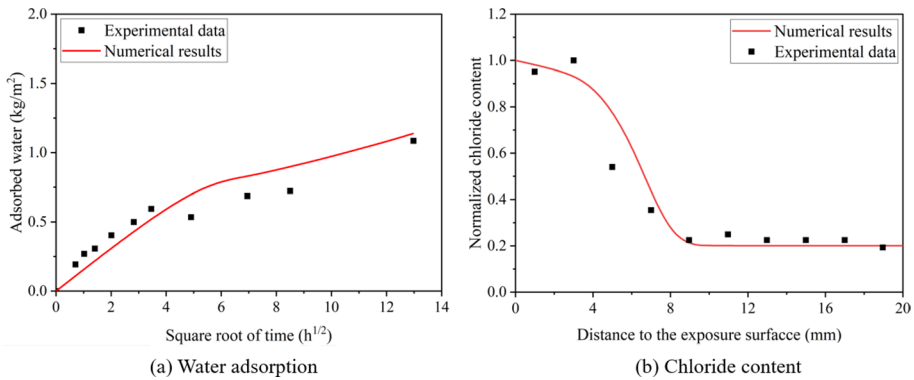 2.0
1.5
1.0
0.5
0.0
Adsorbed water (kg/m²)
Experimental data
Numerical results
0 2 4 6 8 10 12 14
Square root of time (h^1/2)
(a) Water adsorption
1.2
1.0
0.8
0.6
0.4
0.2
0.0
Normalized chloride content
Numerical results
Experimental data
0 4 8 12 16 20
Distance to the exposure surfacce (mm)
(b) Chloride content